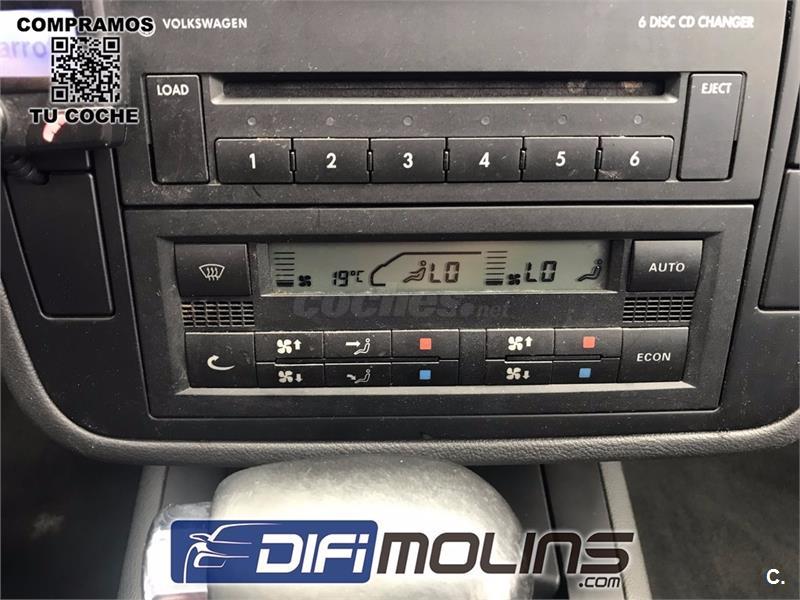 COMPRAMOS
TU COCHE
VOLKSWAGEN
6 DISC CD CHANGER
LOAD
EJECT
1 2 3 4 5 6
19°C LO LO
AUTO
coches.net
ECON
DIFIMOLINS
.com
C.